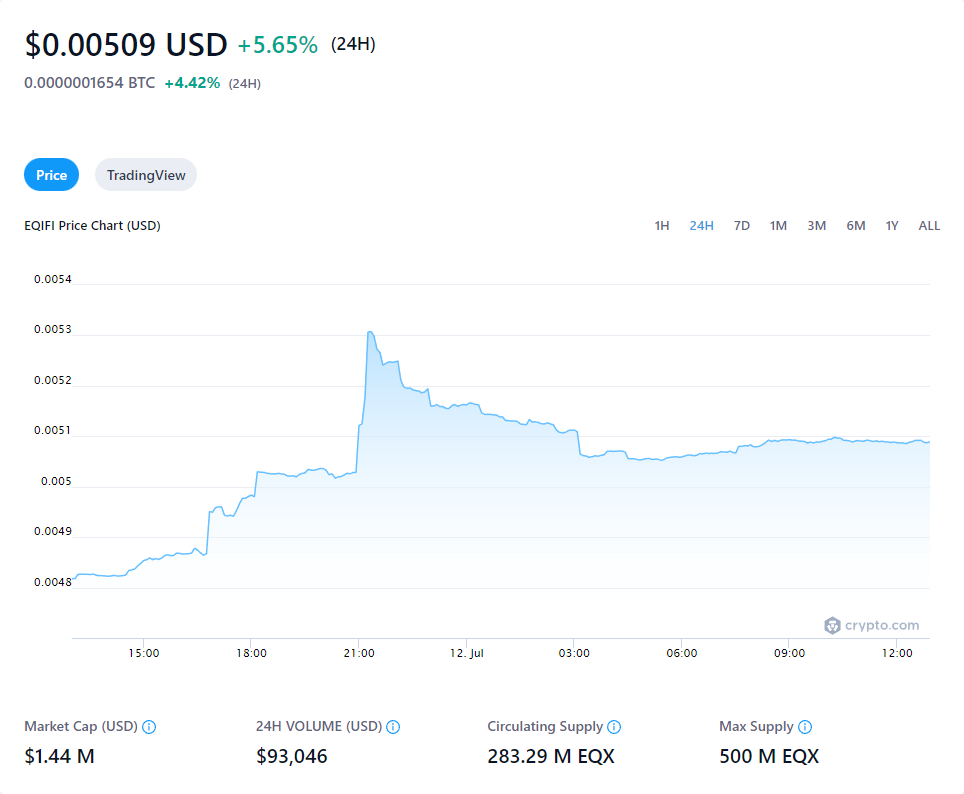 $0.00509 USD +5.65% (24H)
0.0000001654 BTC +4.42% (24H)
Price TradingView
EQIFI Price Chart (USD) 1H 24H 7D 1M 3M 6M 1Y ALL
0.0054
0.0053
0.0052
0.0051
0.005
0.0049
0.0048
crypto.com
15:00 18:00 21:00 12. Jul 03:00 06:00 09:00 12:00
Market Cap (USD) 24H VOLUME (USD) Circulating Supply Max Supply
$1.44 M $93,046 283.29 M EQX 500 M EQX